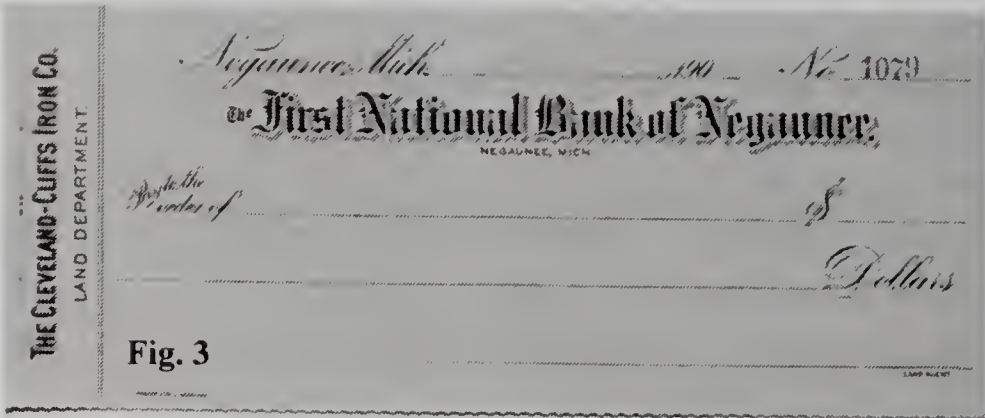 THE CLEVELAND-CLIFFS IRON CO.
LAND DEPARTMENT.
Negaunee, Mich. 190 No. 1079
The First National Bank of Negaunee.
NEGAUNEE, MICH.
Pay to the
order of $
Dollars
Fig. 3
LAND AGENT